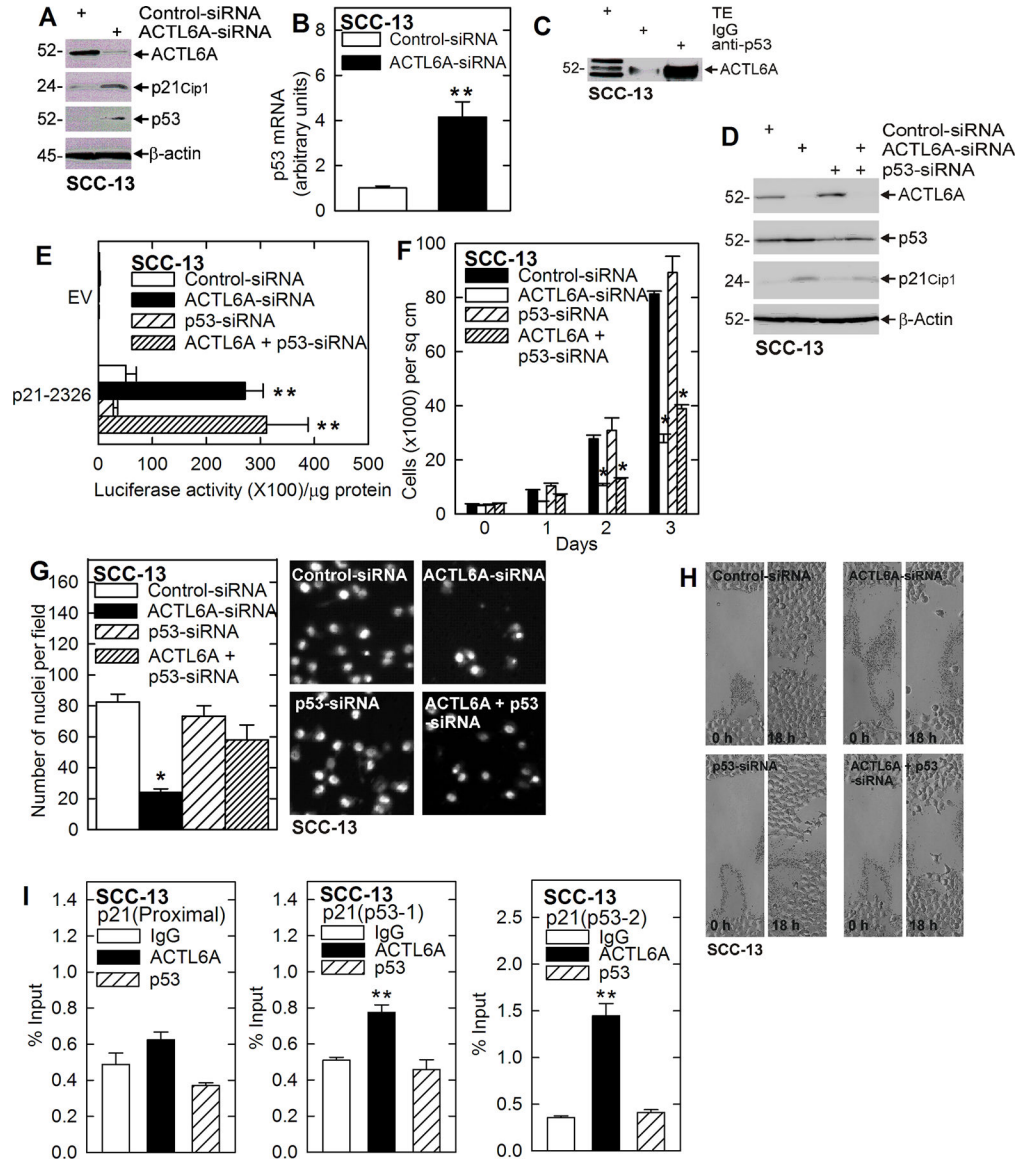 A
+ Control-siRNA
+ ACTL6A-siRNA
52- ACTL6A
24- p21Cip1
52- p53
45- β-actin
SCC-13
B
SCC-13
Control-siRNA
ACTL6A-siRNA
**
p53 mRNA
(arbitrary units)
8
6
4
2
0
C
+ TE
+ IgG
+ anti-p53
52- ACTL6A
SCC-13
D
+ Control-siRNA
+ + ACTL6A-siRNA
+ + p53-siRNA
52- ACTL6A
52- p53
24- p21Cip1
52- β-Actin
SCC-13
E
SCC-13
Control-siRNA
ACTL6A-siRNA
p53-siRNA
ACTL6A + p53-siRNA
EV
p21-2326
**
**
0 100 200 300 400 500
Luciferase activity (X100)/μg protein
F
SCC-13
Control-siRNA
ACTL6A-siRNA
p53-siRNA
ACTL6A +
p53-siRNA
Cells (x1000) per sq cm
100
80
60
40
20
0
* * * *
0 1 2 3
Days
G
SCC-13
Control-siRNA
ACTL6A-siRNA
p53-siRNA
ACTL6A +
p53-siRNA
Number of nuclei per field
160
140
120
100
80
60
40
20
0
*
Control-siRNA
ACTL6A-siRNA
p53-siRNA
ACTL6A + p53
-siRNA
SCC-13
H
Control-siRNA
0 h 18 h
ACTL6A-siRNA
0 h 18 h
p53-siRNA
0 h 18 h
ACTL6A + p53
-siRNA
0 h 18 h
SCC-13
I
SCC-13
p21(Proximal)
IgG
ACTL6A
p53
% Input
1.4
1.2
1.0
0.8
0.6
0.4
0.2
0.0
SCC-13
p21(p53-1)
IgG
ACTL6A
p53
**
% Input
1.4
1.2
1.0
0.8
0.6
0.4
0.2
0.0
SCC-13
p21(p53-2)
IgG
ACTL6A
p53
**
% Input
2.5
2.0
1.5
1.0
0.5
0.0